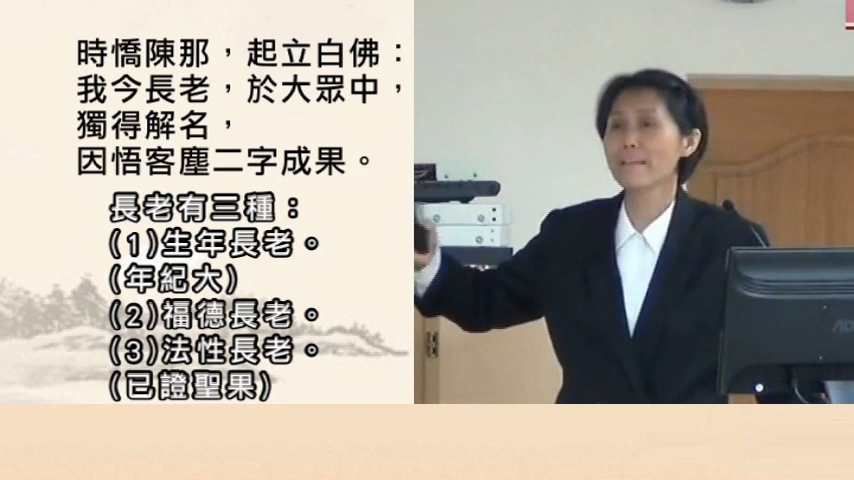 時憍陳那，起立白佛：
我今長老，於大眾中，
獨得解名，
因悟客塵二字成果。
長老有三種：
(1)生年長老。
(年紀大)
(2)福德長老。
(3)法性長老。
(已證聖果)